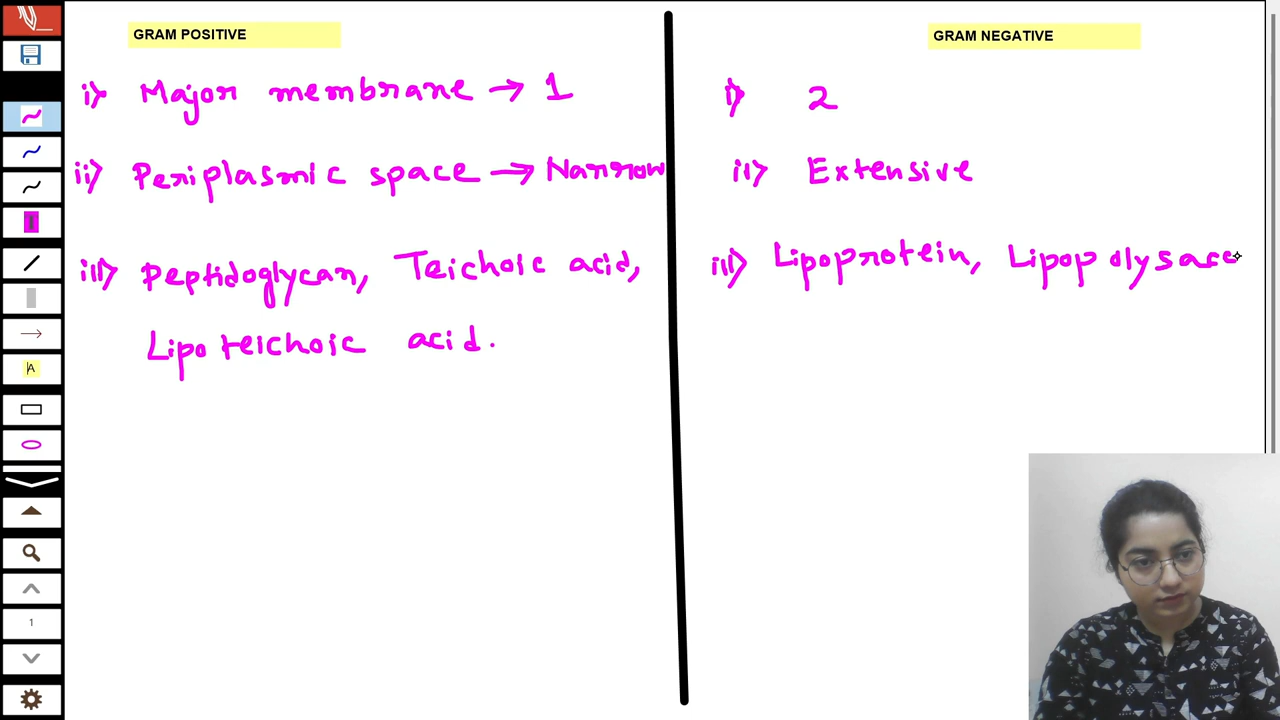 GRAM POSITIVE
i) Major membrane → 1
ii) Periplasmic space → Narrow
iii) Peptidoglycan, Teichoic acid,
Lipoteichoic acid.
GRAM NEGATIVE
i) 2
ii) Extensive
iii) Lipoprotein, Lipopolysacc
A
1